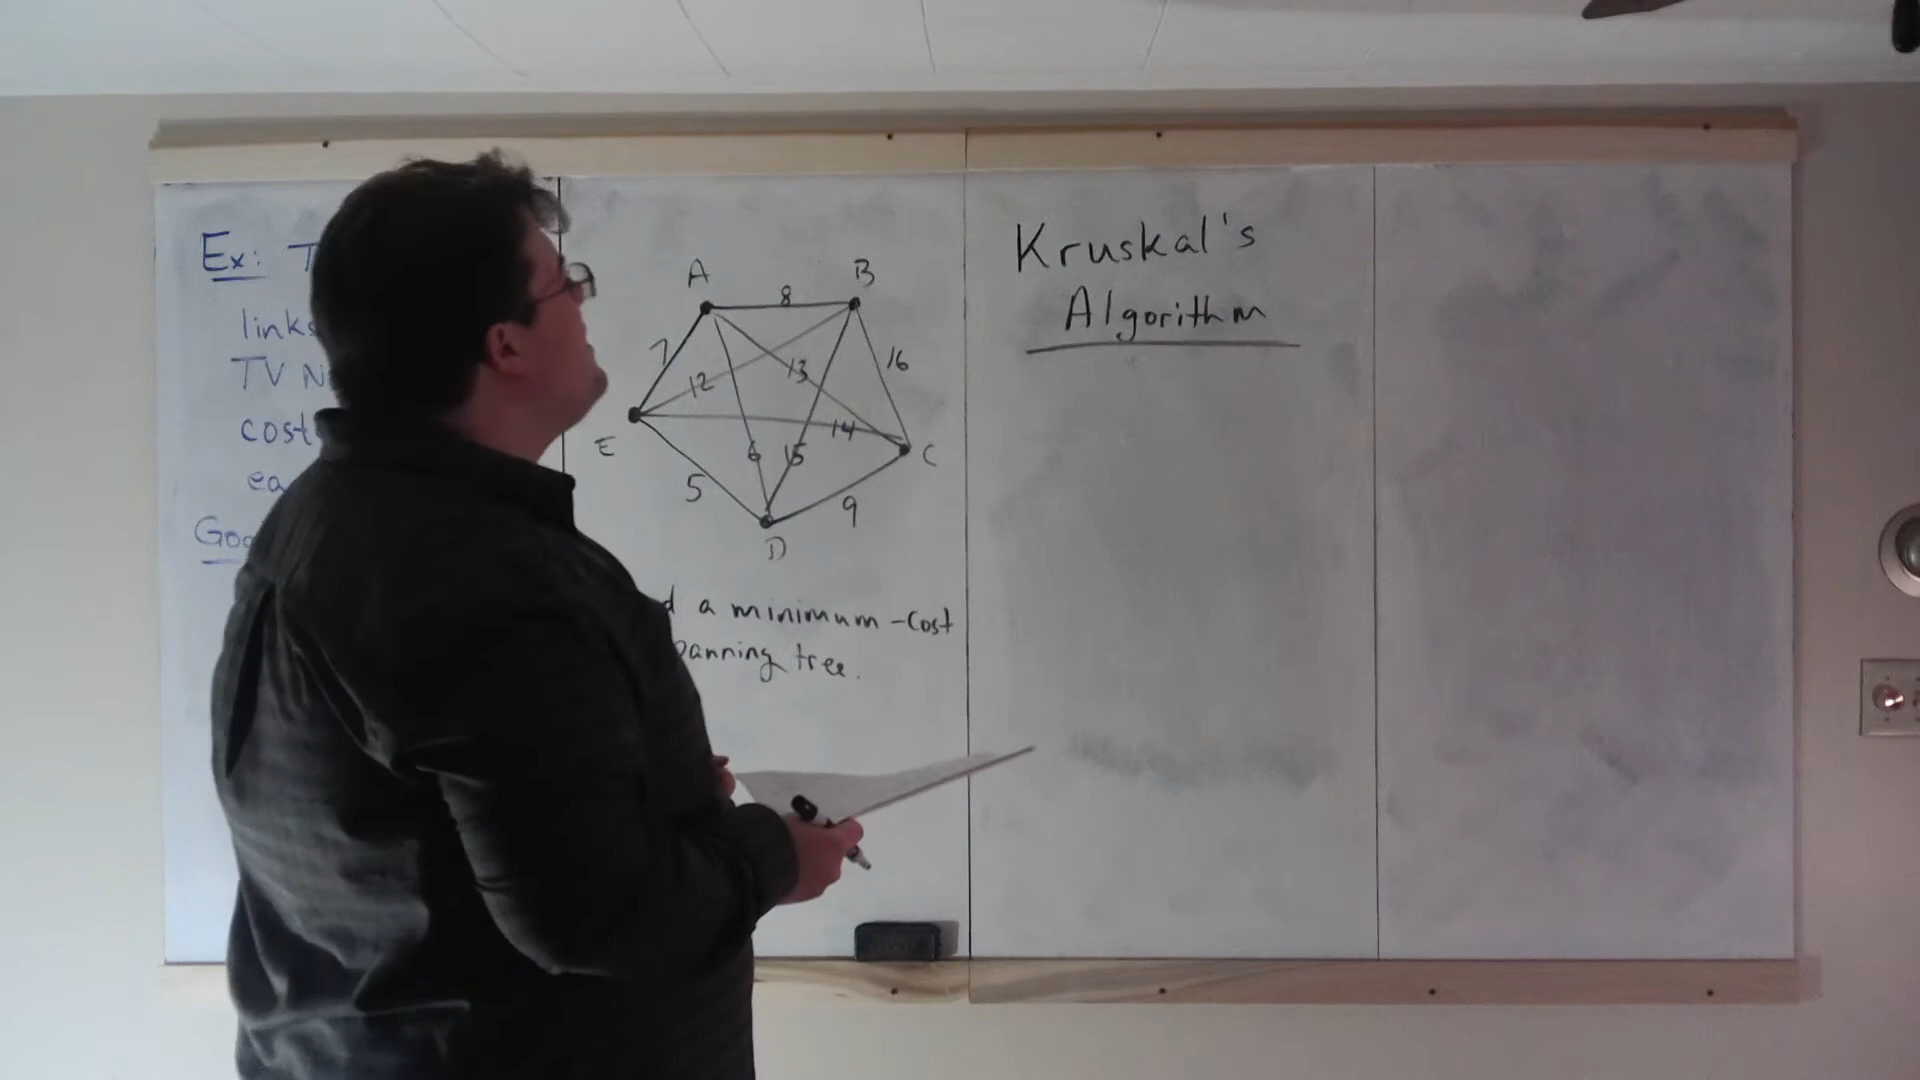 Ex: T
links
TV N
cost
ea
Goa
A
B
8
7
12
13
16
14
E
6
15
C
5
9
D
d a minimum-cost
panning tree.
Kruskal's
Algorithm